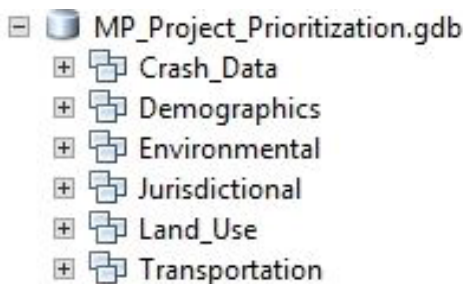 MP_Project_Prioritization.gdb
Crash_Data
Demographics
Environmental
Jurisdictional
Land_Use
Transportation